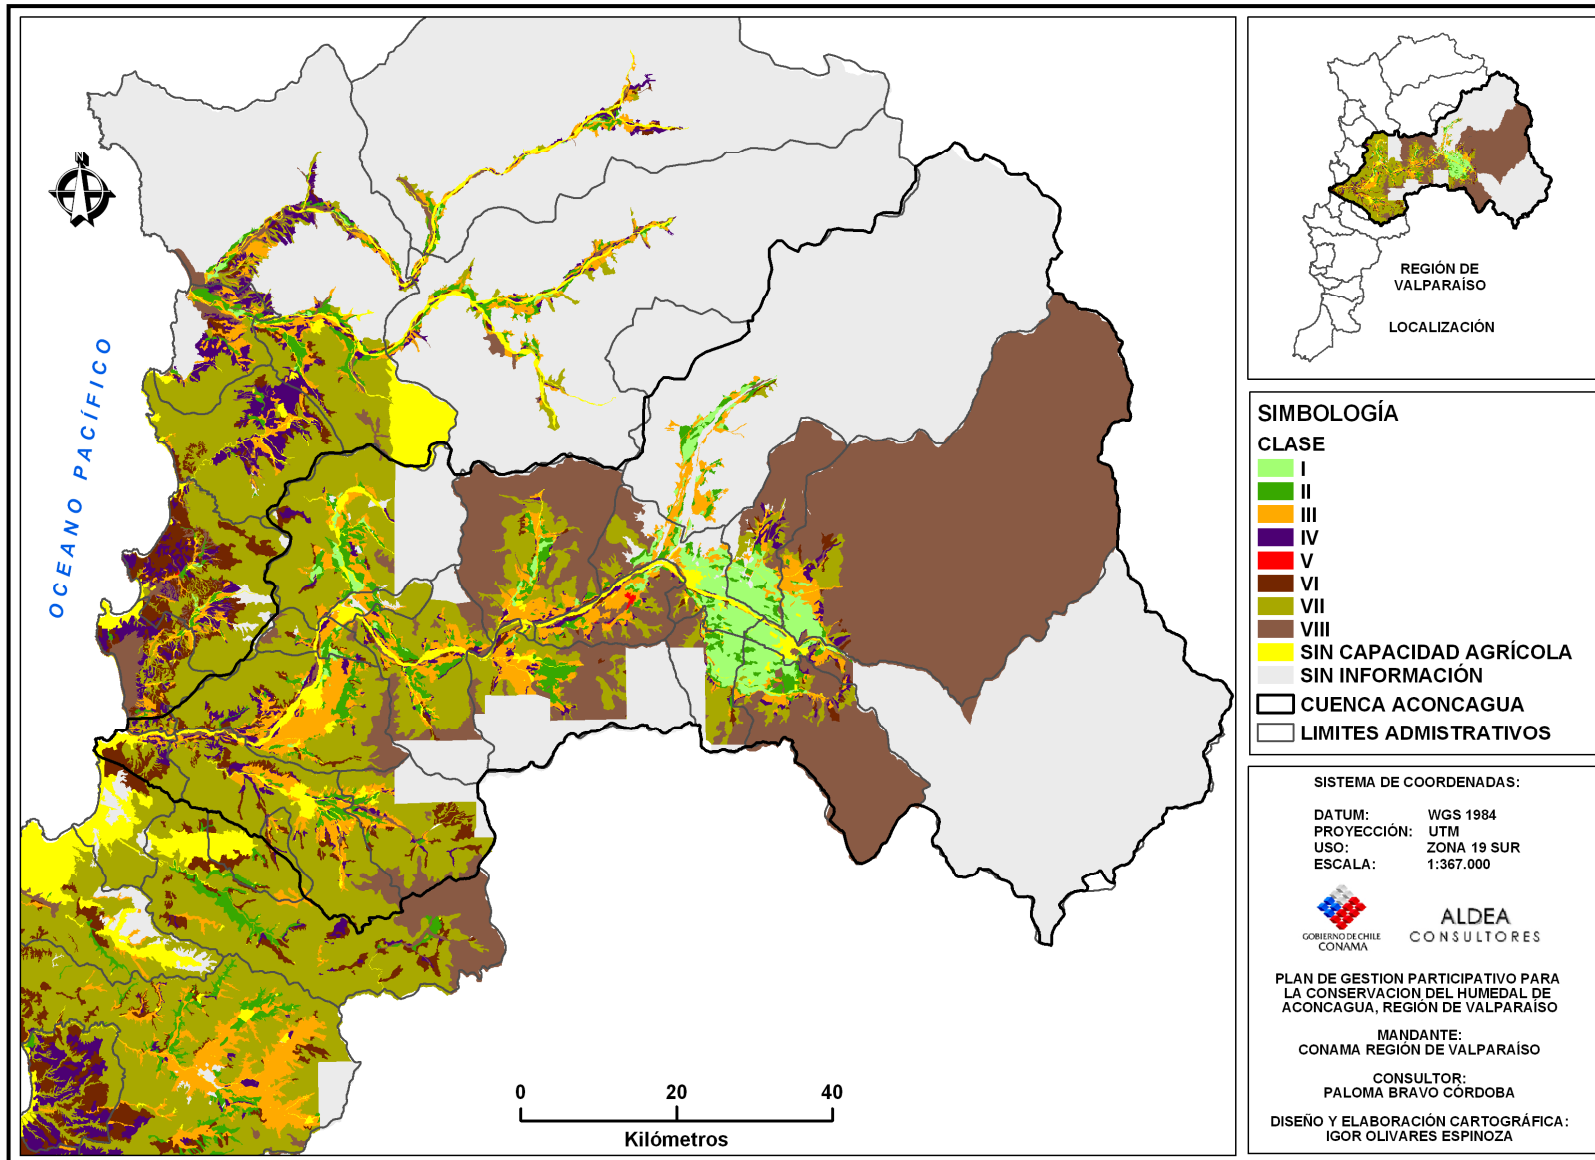 N
OCEANO PACÍFICO
0 20 40
Kilómetros
REGIÓN DE
VALPARAÍSO
LOCALIZACIÓN
SIMBOLOGÍA
CLASE
I
II
III
IV
V
VI
VII
VIII
SIN CAPACIDAD AGRÍCOLA
SIN INFORMACIÓN
CUENCA ACONCAGUA
LIMITES ADMISTRATIVOS
SISTEMA DE COORDENADAS:
DATUM: WGS 1984
PROYECCIÓN: UTM
USO: ZONA 19 SUR
ESCALA: 1:367.000
GOBIERNO DE CHILE
CONAMA
ALDEA
CONSULTORES
PLAN DE GESTION PARTICIPATIVO PARA
LA CONSERVACION DEL HUMEDAL DE
ACONCAGUA, REGIÓN DE VALPARAÍSO
MANDANTE:
CONAMA REGIÓN DE VALPARAÍSO
CONSULTOR:
PALOMA BRAVO CÓRDOBA
DISEÑO Y ELABORACIÓN CARTOGRÁFICA:
IGOR OLIVARES ESPINOZA